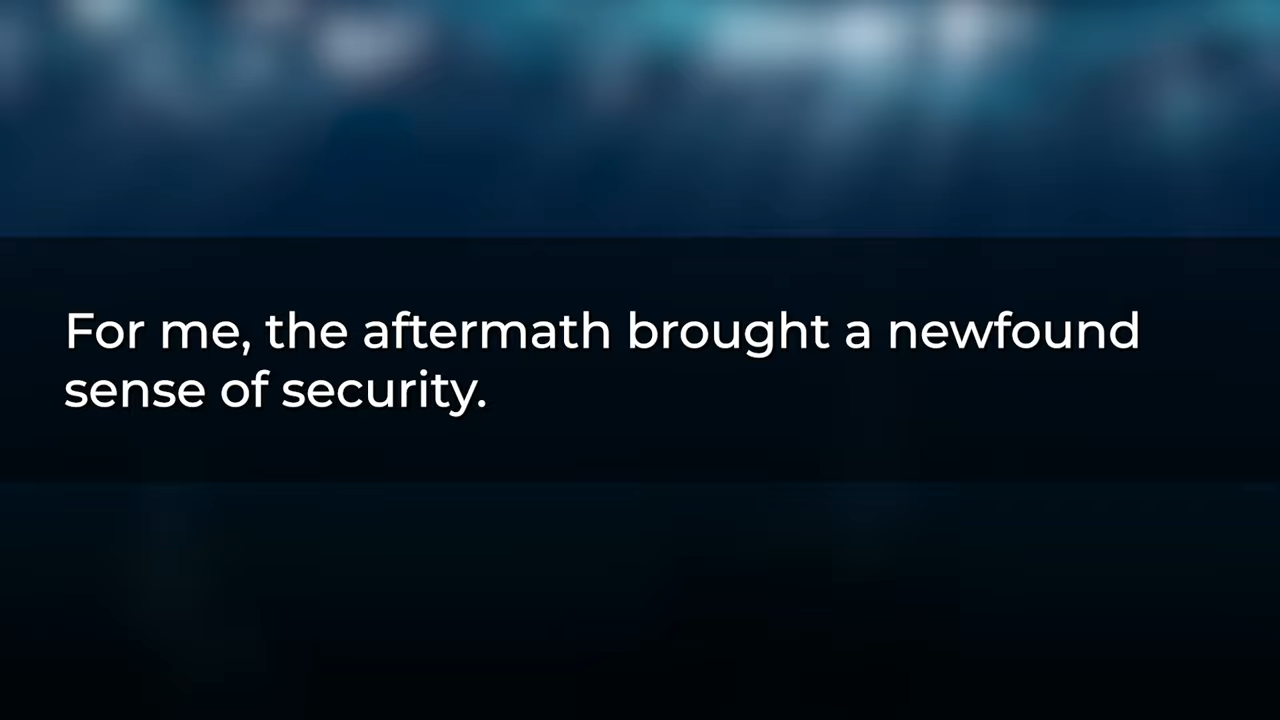 For me, the aftermath brought a newfound
sense of security.